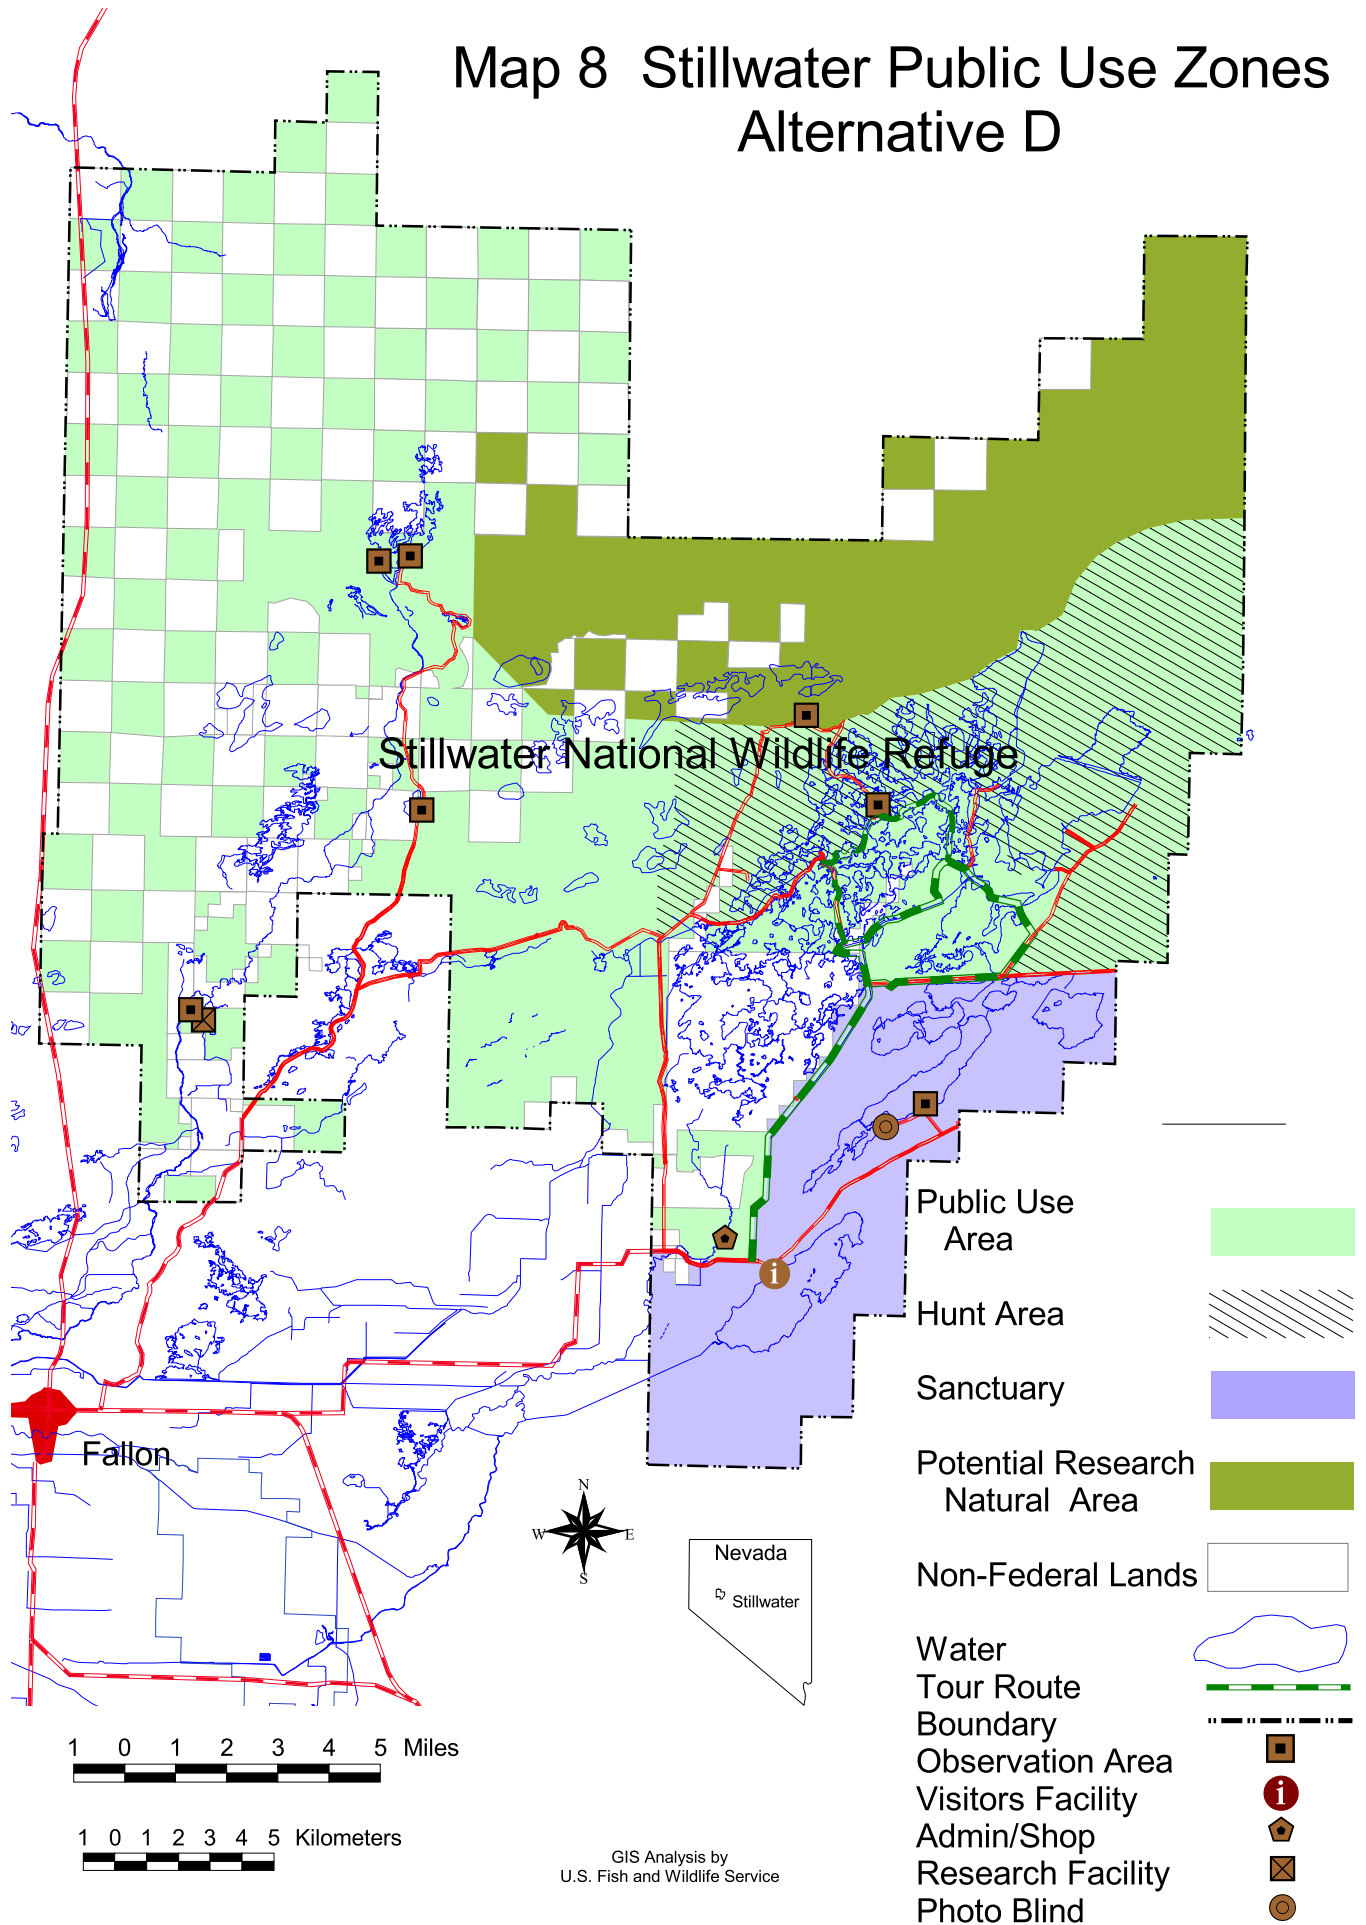 Map 8  Stillwater Public Use Zones
Alternative D
Stillwater National Wildlife Refuge
Fallon
N
W
E
S
Nevada
Stillwater
Public Use
Area
Hunt Area
Sanctuary
Potential Research
Natural  Area
Non-Federal Lands
Water
Tour Route
Boundary
Observation Area
Visitors Facility
Admin/Shop
Research Facility
Photo Blind
1 0 1 2 3 4 5 Miles
1 0 1 2 3 4 5 Kilometers
GIS Analysis by
U.S. Fish and Wildlife Service
i
i